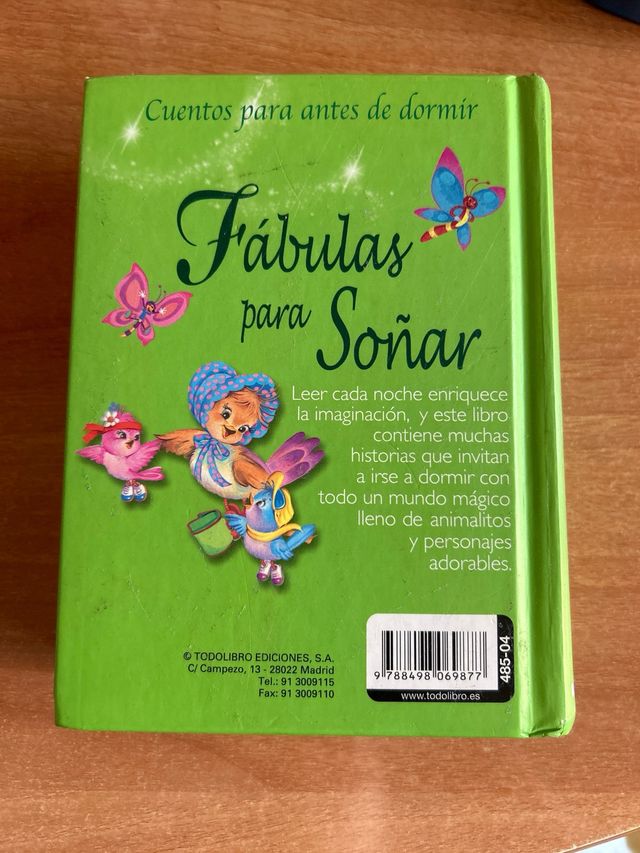 Cuentos para antes de dormir
Fábulas
para Soñar
Leer cada noche enriquece
la imaginación, y este libro
contiene muchas
historias que invitan
a irse a dormir con
todo un mundo mágico
lleno de animalitos
y personajes
adorables.
© TODOLIBRO EDICIONES, S.A.
C/ Campezo, 13 - 28022 Madrid
Tel.: 91 3009115
Fax: 91 3009110
9 788498 069877
www.todolibro.es
485-04